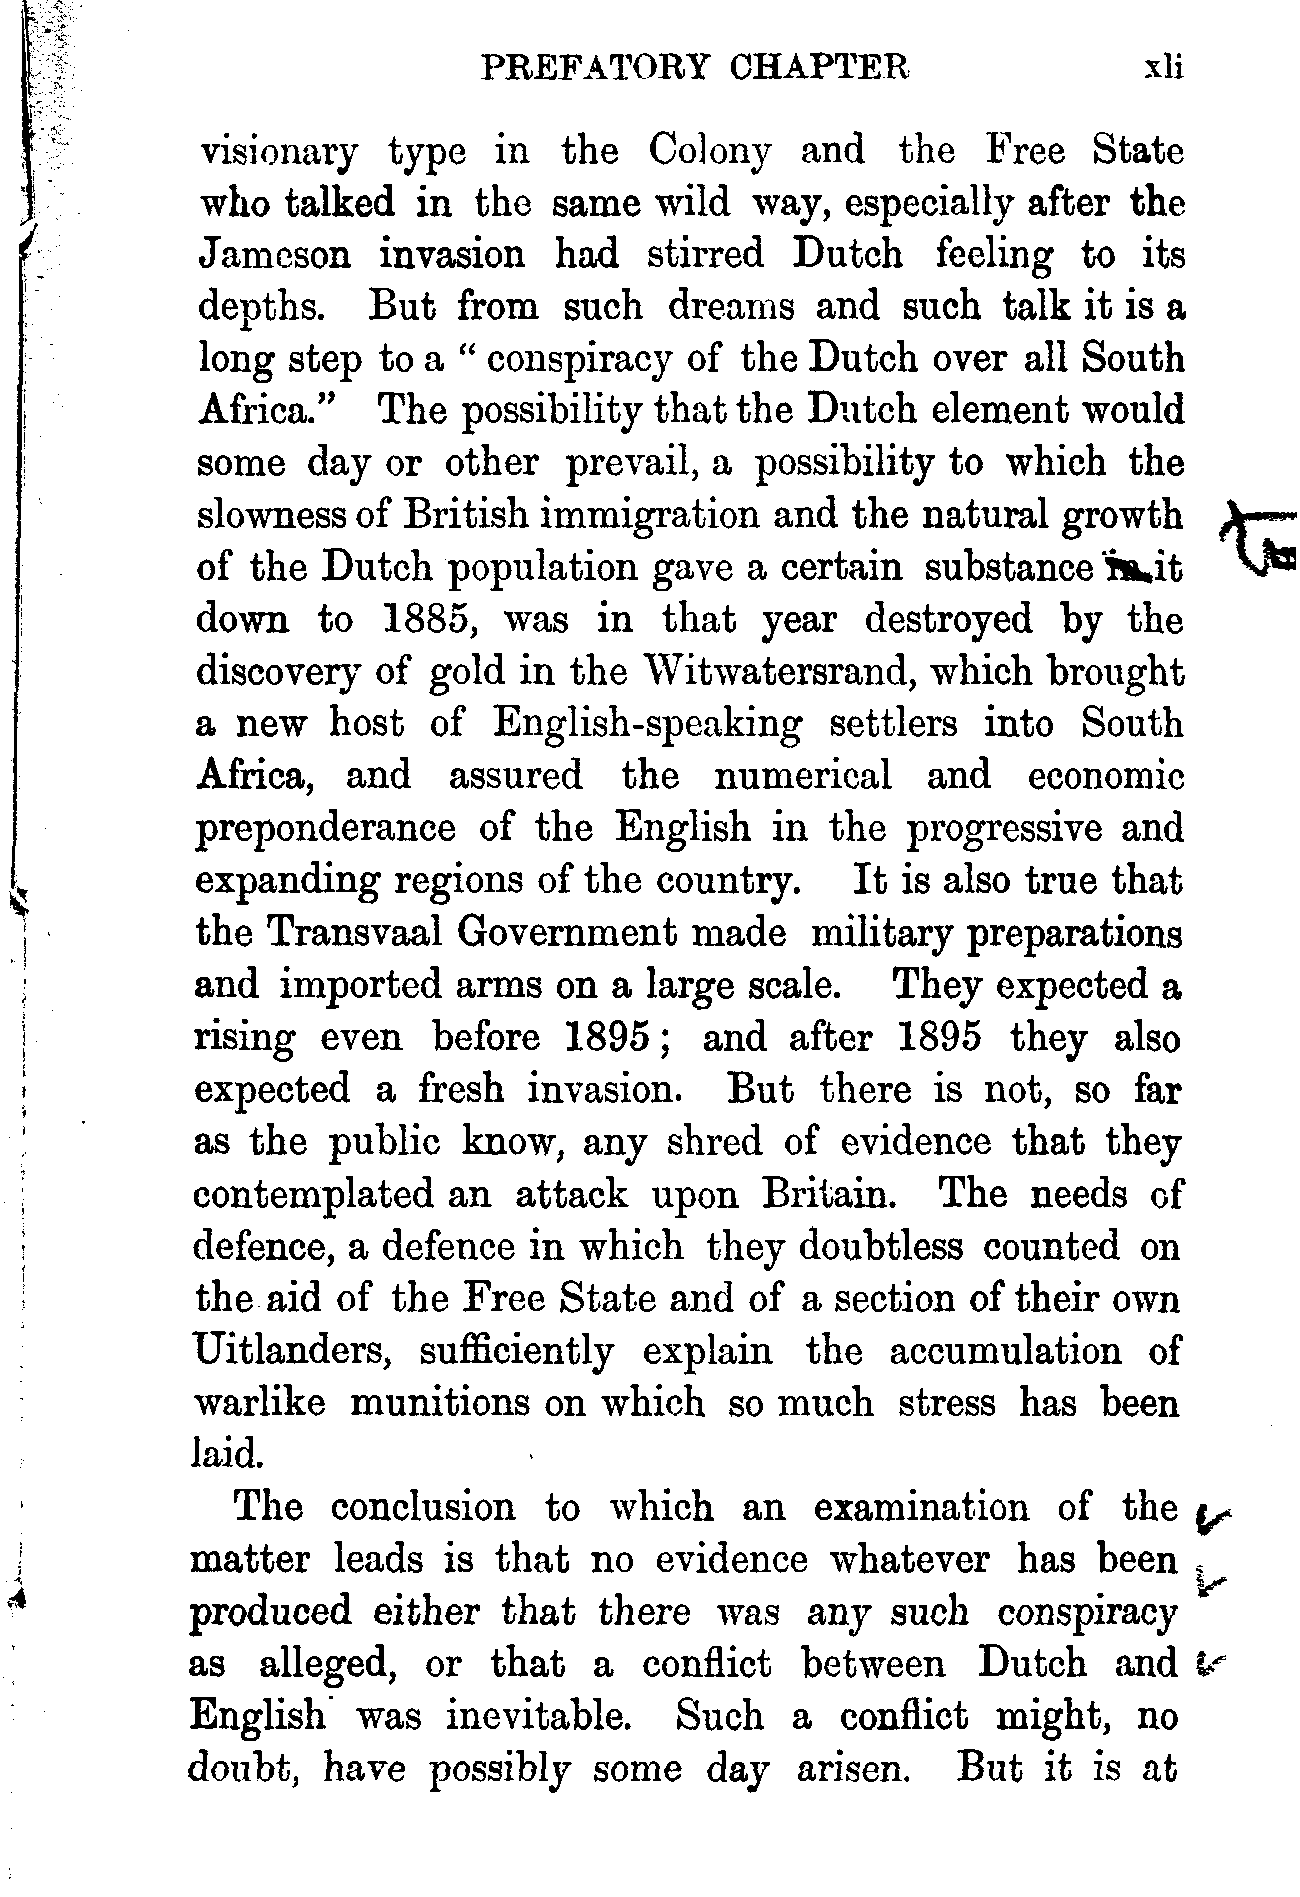 PREFATORY CHAPTER xli
visionary type in the Colony and the Free State
who talked in the same wild way, especially after the
Jameson invasion had stirred Dutch feeling to its
depths. But from such dreams and such talk it is a
long step to a " conspiracy of the Dutch over all South
Africa." The possibility that the Dutch element would
some day or other prevail, a possibility to which the
slowness of British immigration and the natural growth
of the Dutch population gave a certain substance it
down to 1885, was in that year destroyed by the
discovery of gold in the Witwatersrand, which brought
a new host of English-speaking settlers into South
Africa, and assured the numerical and economic
preponderance of the English in the progressive and
expanding regions of the country. It is also true that
the Transvaal Government made military preparations
and imported arms on a large scale. They expected a
rising even before 1895 ; and after 1895 they also
expected a fresh invasion. But there is not, so far
as the public know, any shred of evidence that they
contemplated an attack upon Britain. The needs of
defence, a defence in which they doubtless counted on
the aid of the Free State and of a section of their own
Uitlanders, sufficiently explain the accumulation of
warlike munitions on which so much stress has been
laid.
The conclusion to which an examination of the
matter leads is that no evidence whatever has been
produced either that there was any such conspiracy
as alleged, or that a conflict between Dutch and
English was inevitable. Such a conflict might, no
doubt, have possibly some day arisen. But it is at